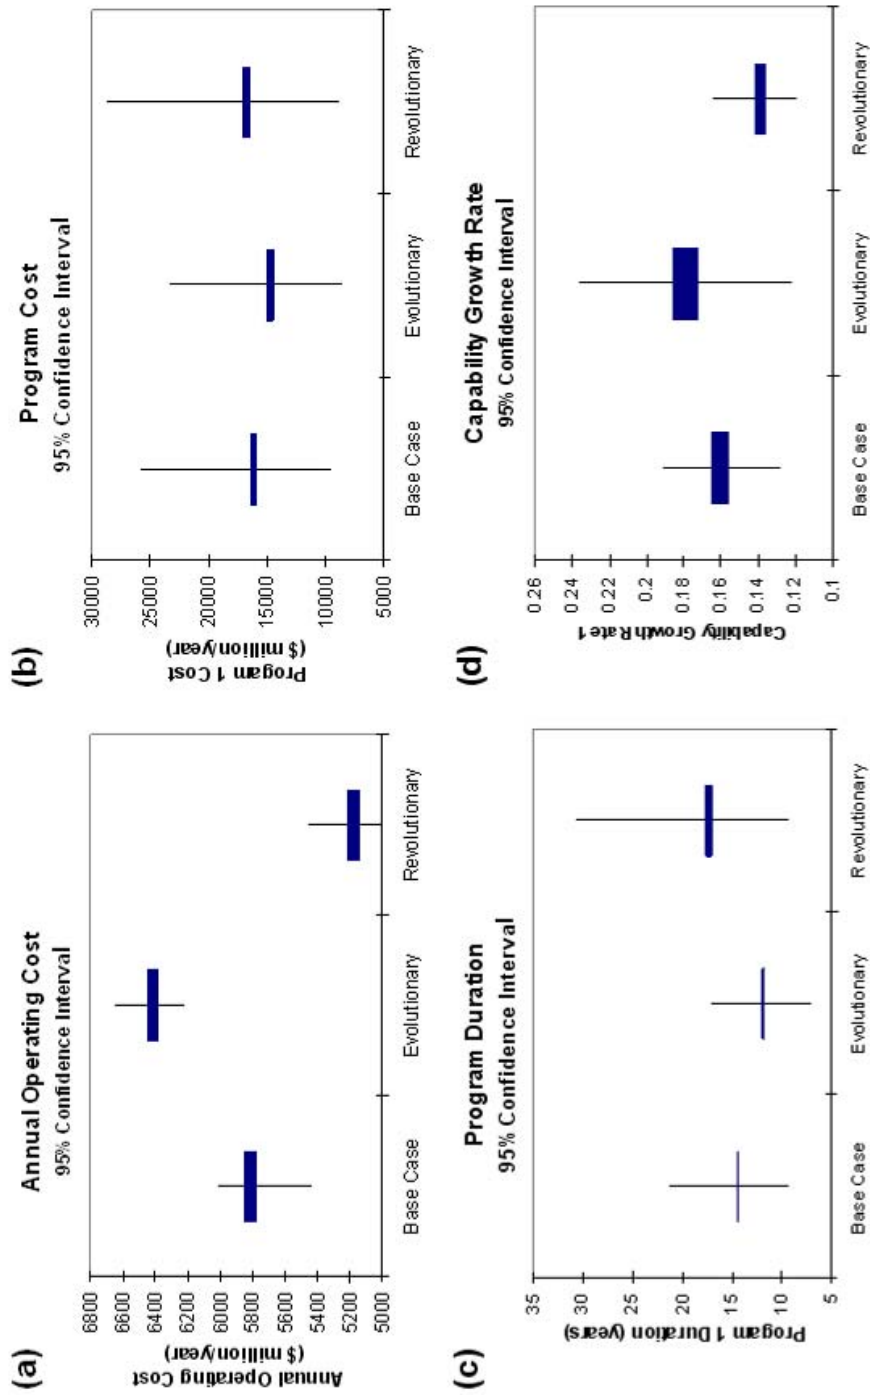 (a)
Annual Operating Cost
95% Confidence Interval
Annual Operating Cost
($ million/year)
6800
6600
6400
6200
6000
5800
5600
5400
5200
5000
Base Case
Evolutionary
Revolutionary
(b)
Program Cost
95% Confidence Interval
Progam 1 Cost
($ million/year)
30000
25000
20000
15000
10000
5000
Base Case
Evolutionary
Revolutionary
(c)
Program Duration
95% Confidence Interval
Progam 1 Duration (years)
35
30
25
20
15
10
5
Base Case
Evolutionary
Revolutionary
(d)
Capability Growth Rate
95% Confidence Interval
Capability Growth Rate 1
0.26
0.24
0.22
0.2
0.18
0.16
0.14
0.12
0.1
Base Case
Evolutionary
Revolutionary